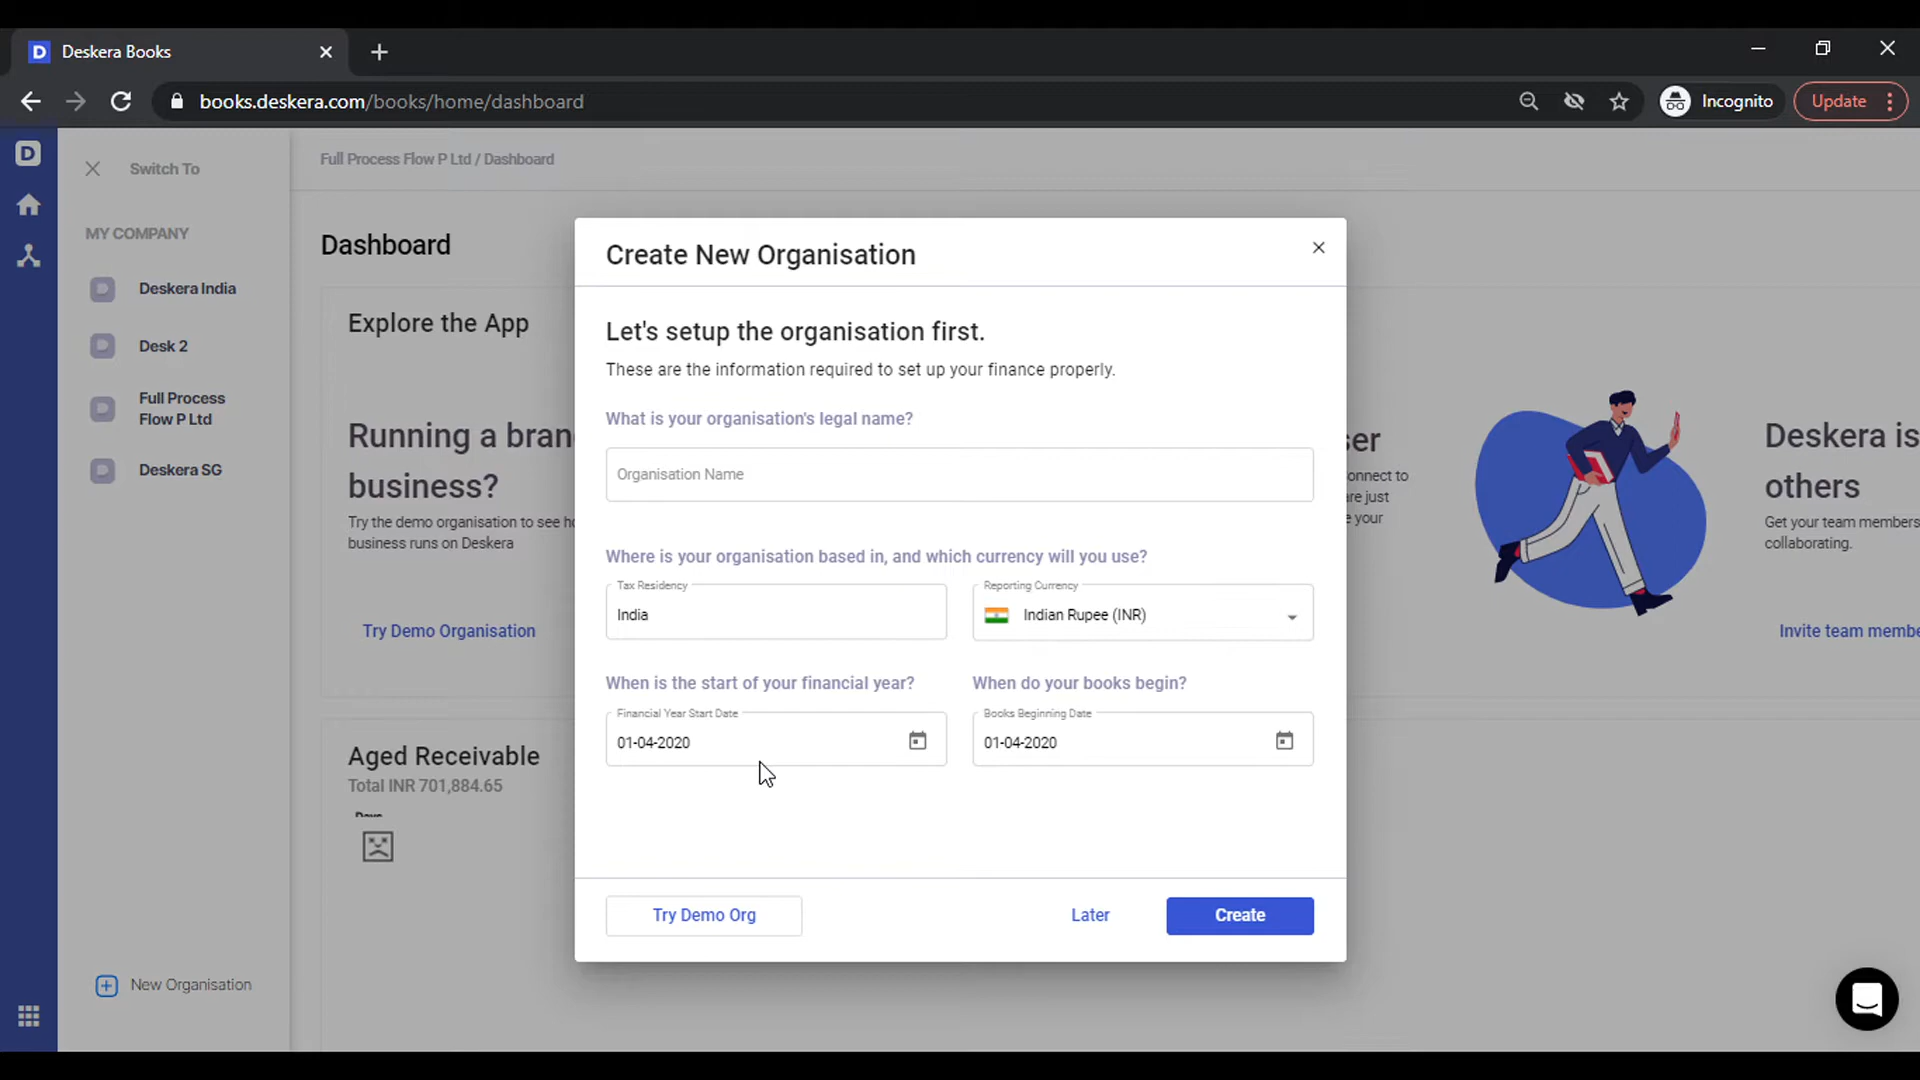 Deskera Books
books.deskera.com/books/home/dashboard
Incognito
Update
D
Switch To
MY COMPANY
Deskera India
Desk 2
Full Process
Flow P Ltd
Deskera SG
New Organisation
Full Process Flow P Ltd / Dashboard
Dashboard
Explore the App
Running a bran
business?
Try the demo organisation to see h
business runs on Deskera
Try Demo Organisation
Aged Receivable
Total INR 701,884.65
Days
Create New Organisation
Let's setup the organisation first.
These are the information required to set up your finance properly.
What is your organisation's legal name?
Organisation Name
Where is your organisation based in, and which currency will you use?
Tax Residency
India
Reporting Currency
Indian Rupee (INR)
When is the start of your financial year?
When do your books begin?
Financial Year Start Date
01-04-2020
Books Beginning Date
01-04-2020
Try Demo Org
Later
Create
ser
onnect to
re just
e your
Deskera is
others
Get your team members
collaborating.
Invite team membe